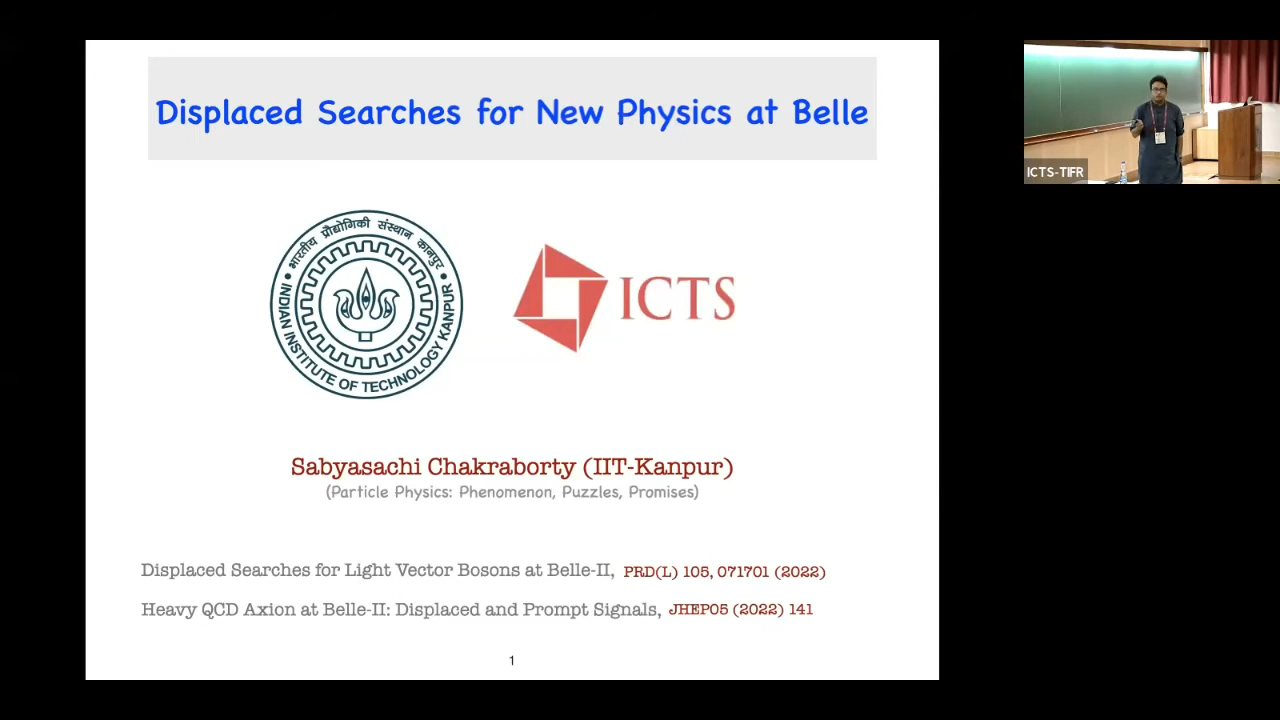 Displaced Searches for New Physics at Belle
भारतीय प्रौद्योगिकी संस्थान कानपुर
INDIAN INSTITUTE OF TECHNOLOGY KANPUR
ICTS
ICTS-TIFR
Sabyasachi Chakraborty (IIT-Kanpur)
(Particle Physics: Phenomenon, Puzzles, Promises)
Displaced Searches for Light Vector Bosons at Belle-II, PRD(L) 105, 071701 (2022)
Heavy QCD Axion at Belle-II: Displaced and Prompt Signals, JHEP05 (2022) 141
1